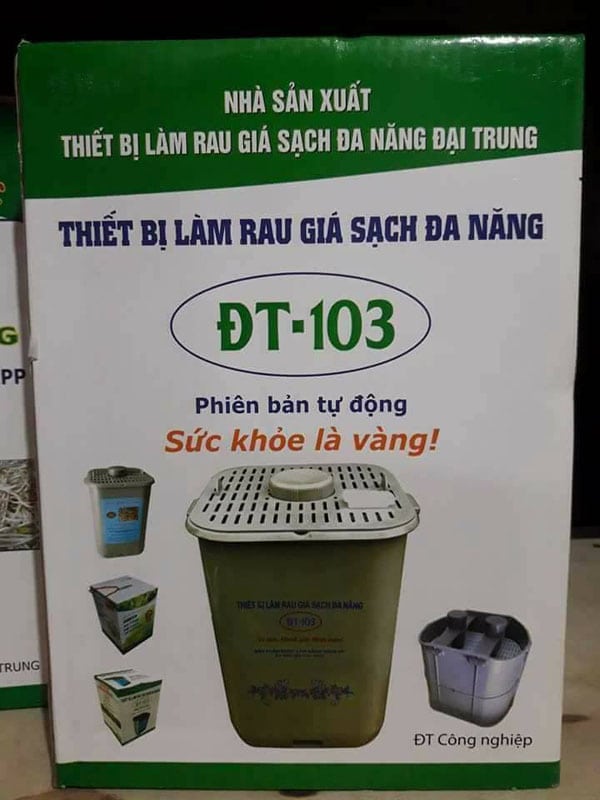 NHÀ SẢN XUẤT
THIẾT BỊ LÀM RAU GIÁ SẠCH ĐA NĂNG ĐẠI TRUNG
THIẾT BỊ LÀM RAU GIÁ SẠCH ĐA NĂNG
ĐT-103
Phiên bản tự động
Sức khỏe là vàng!
THIẾT BỊ LÀM RAU GIÁ SẠCH ĐA NĂNG
ĐT-103
ĐT Công nghiệp
G
PP
TRUNG